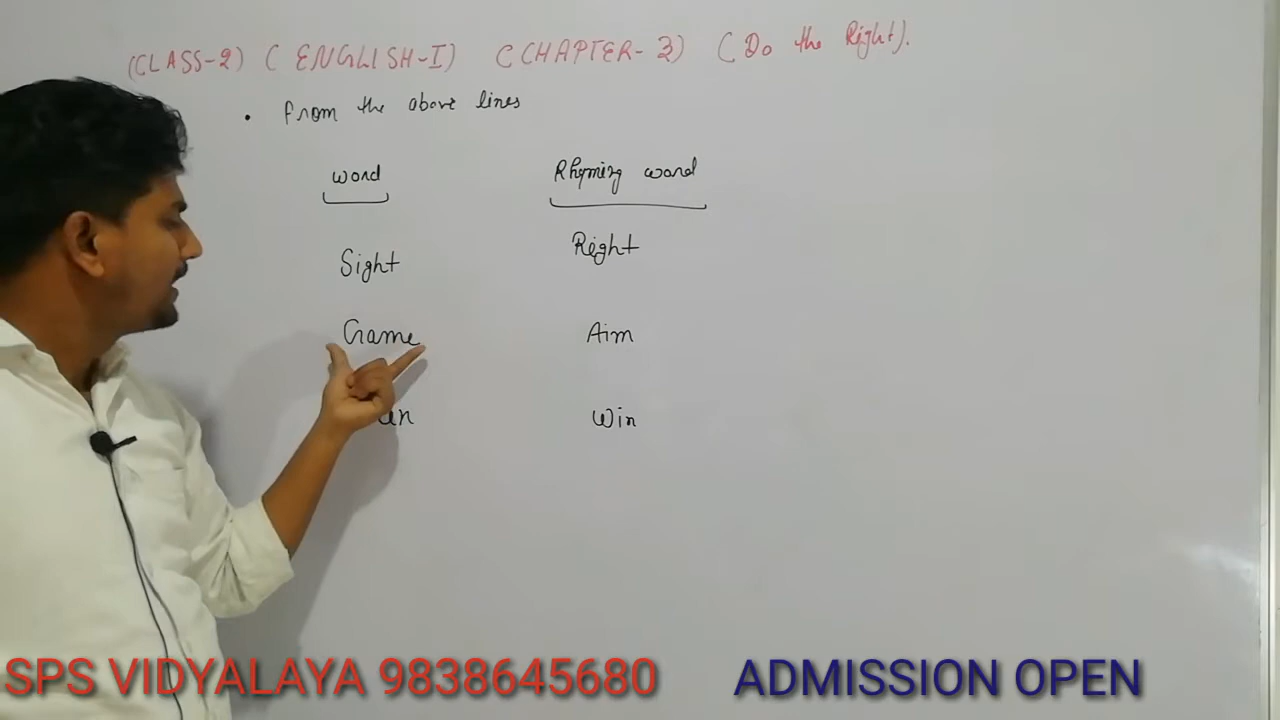 (CLASS-2) ( ENGLISH-I) ( CHAPTER-3) ( Do the Right).
• From the above lines
word Rhyming word
Sight Right
Game Aim
Win
SPS VIDYALAYA 9838645680 ADMISSION OPEN